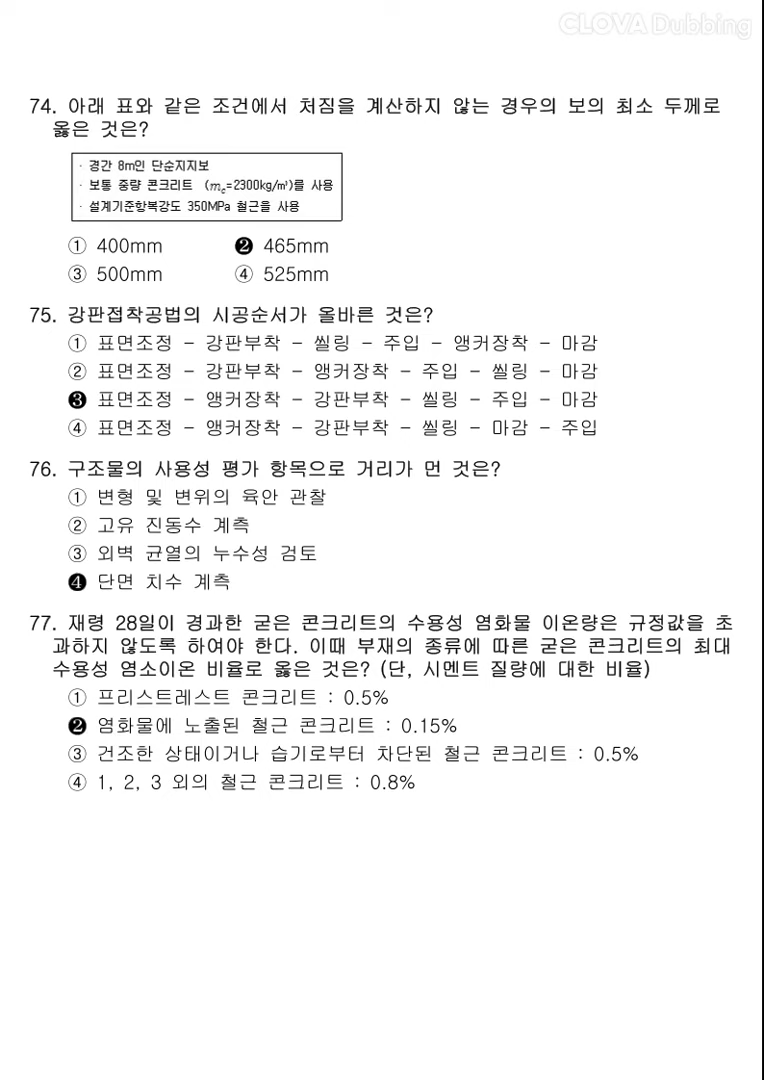 CLOVA Dubbing
74. 아래 표와 같은 조건에서 처짐을 계산하지 않는 경우의 보의 최소 두께로
옳은 것은?
· 경간 8m인 단순지지보
· 보통 중량 콘크리트 (m_c=2300kg/㎥)를 사용
· 설계기준항복강도 350MPa 철근을 사용
① 400mm ❷ 465mm
③ 500mm ④ 525mm
75. 강판접착공법의 시공순서가 올바른 것은?
① 표면조정 - 강판부착 - 씰링 - 주입 - 앵커장착 - 마감
② 표면조정 - 강판부착 - 앵커장착 - 주입 - 씰링 - 마감
❸ 표면조정 - 앵커장착 - 강판부착 - 씰링 - 주입 - 마감
④ 표면조정 - 앵커장착 - 강판부착 - 씰링 - 마감 - 주입
76. 구조물의 사용성 평가 항목으로 거리가 먼 것은?
① 변형 및 변위의 육안 관찰
② 고유 진동수 계측
③ 외벽 균열의 누수성 검토
❹ 단면 치수 계측
77. 재령 28일이 경과한 굳은 콘크리트의 수용성 염화물 이온량은 규정값을 초
과하지 않도록 하여야 한다. 이때 부재의 종류에 따른 굳은 콘크리트의 최대
수용성 염소이온 비율로 옳은 것은? (단, 시멘트 질량에 대한 비율)
① 프리스트레스트 콘크리트 : 0.5%
❷ 염화물에 노출된 철근 콘크리트 : 0.15%
③ 건조한 상태이거나 습기로부터 차단된 철근 콘크리트 : 0.5%
④ 1, 2, 3 외의 철근 콘크리트 : 0.8%